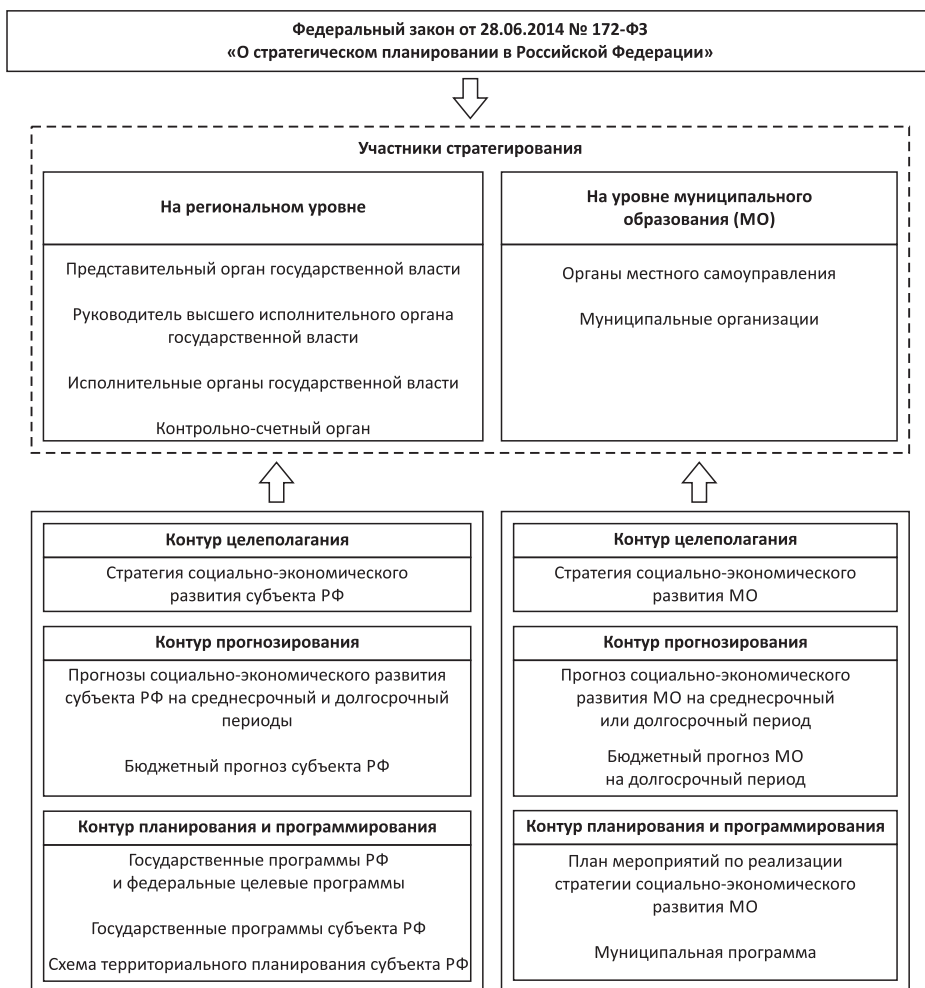 Федеральный закон от 28.06.2014 № 172-ФЗ
«О стратегическом планировании в Российской Федерации»
Участники стратегирования
На региональном уровне
Представительный орган государственной власти
Руководитель высшего исполнительного органа
государственной власти
Исполнительные органы государственной власти
Контрольно-счетный орган
На уровне муниципального
образования (МО)
Органы местного самоуправления
Муниципальные организации
Контур целеполагания
Стратегия социально-экономического
развития субъекта РФ
Контур прогнозирования
Прогнозы социально-экономического развития
субъекта РФ на среднесрочный и долгосрочный
периоды
Бюджетный прогноз субъекта РФ
Контур планирования и программирования
Государственные программы РФ
и федеральные целевые программы
Государственные программы субъекта РФ
Схема территориального планирования субъекта РФ
Контур целеполагания
Стратегия социально-экономического
развития МО
Контур прогнозирования
Прогноз социально-экономического
развития МО на среднесрочный
или долгосрочный период
Бюджетный прогноз МО
на долгосрочный период
Контур планирования и программирования
План мероприятий по реализации
стратегии социально-экономического
развития МО
Муниципальная программа